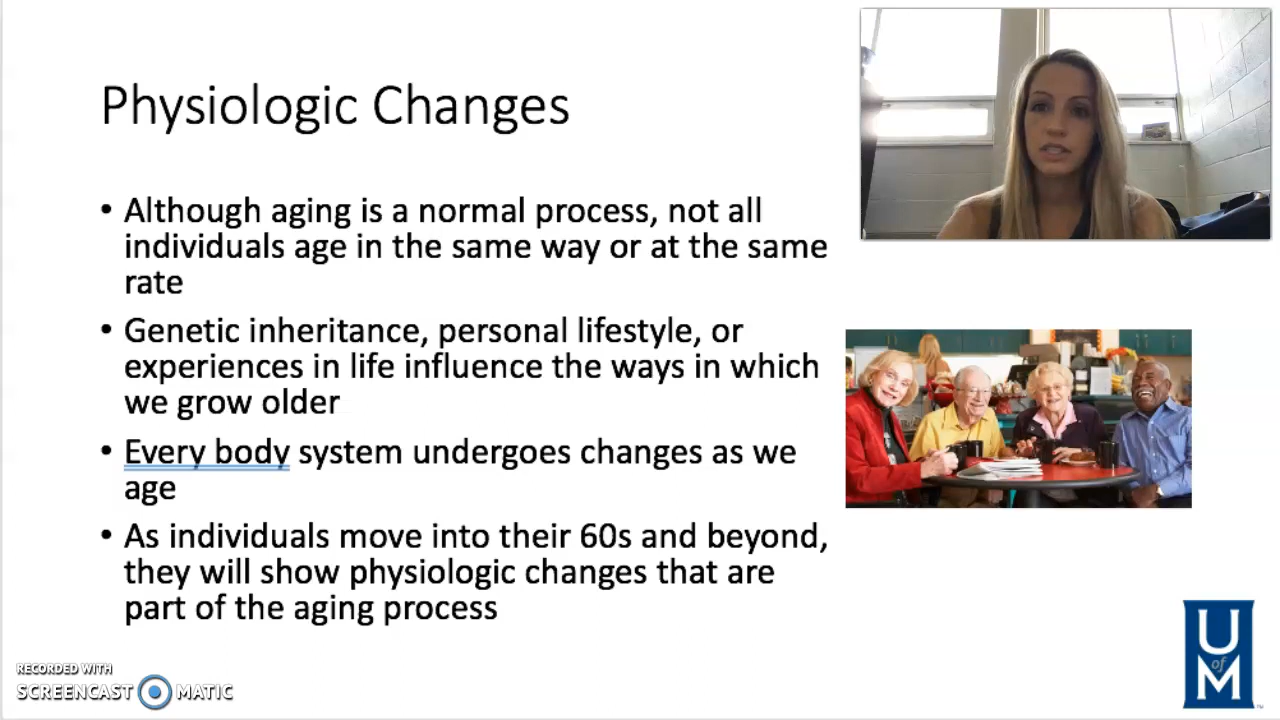 Physiologic Changes
• Although aging is a normal process, not all
individuals age in the same way or at the same
rate
• Genetic inheritance, personal lifestyle, or
experiences in life influence the ways in which
we grow older
• Every body system undergoes changes as we
age
• As individuals move into their 60s and beyond,
they will show physiologic changes that are
part of the aging process
RECORDED WITH
SCREENCAST MATIC
U
of
M
TM